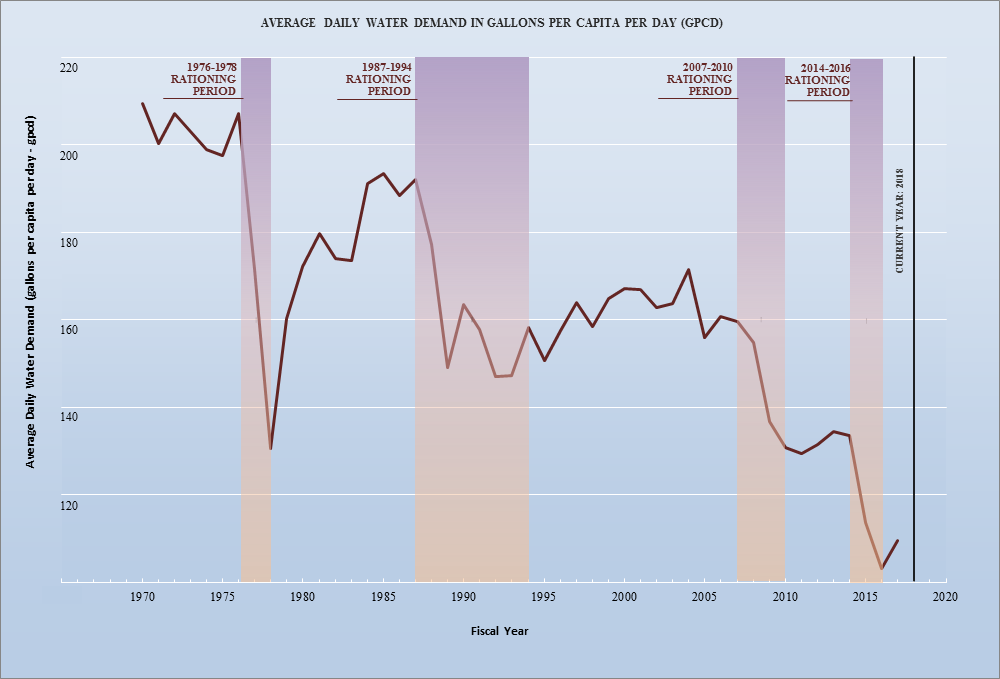 AVERAGE DAILY WATER DEMAND IN GALLONS PER CAPITA PER DAY (GPCD)
1976-1978
RATIONING
PERIOD
1987-1994
RATIONING
PERIOD
2007-2010
RATIONING
PERIOD
2014-2016
RATIONING
PERIOD
CURRENT YEAR: 2018
Average Daily Water Demand (gallons per capita per day - gpcd)
220
200
180
160
140
120
1970 1975 1980 1985 1990 1995 2000 2005 2010 2015 2020
Fiscal Year